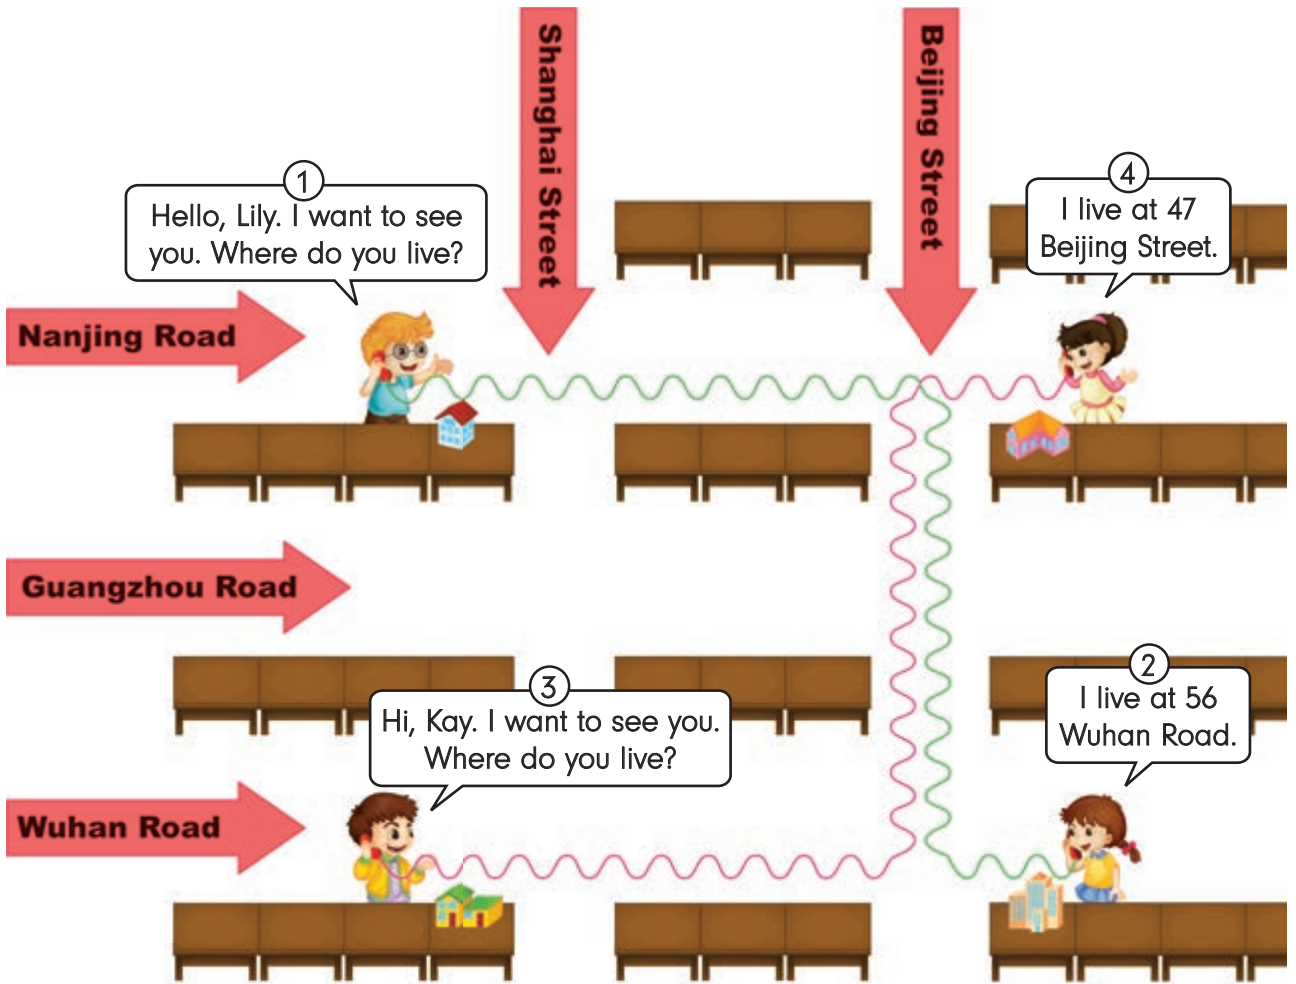 Shanghai Street
Beijing Street
1
Hello, Lily. I want to see
you. Where do you live?
4
I live at 47
Beijing Street.
Nanjing Road
Guangzhou Road
3
Hi, Kay. I want to see you.
Where do you live?
2
I live at 56
Wuhan Road.
Wuhan Road